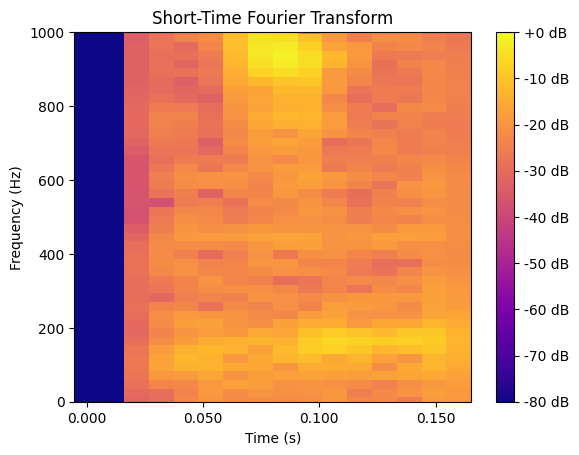 Short-Time Fourier Transform
1000
800
600
400
200
0
Frequency (Hz)
0.000
0.050
0.100
0.150
Time (s)
+0 dB
-10 dB
-20 dB
-30 dB
-40 dB
-50 dB
-60 dB
-70 dB
-80 dB